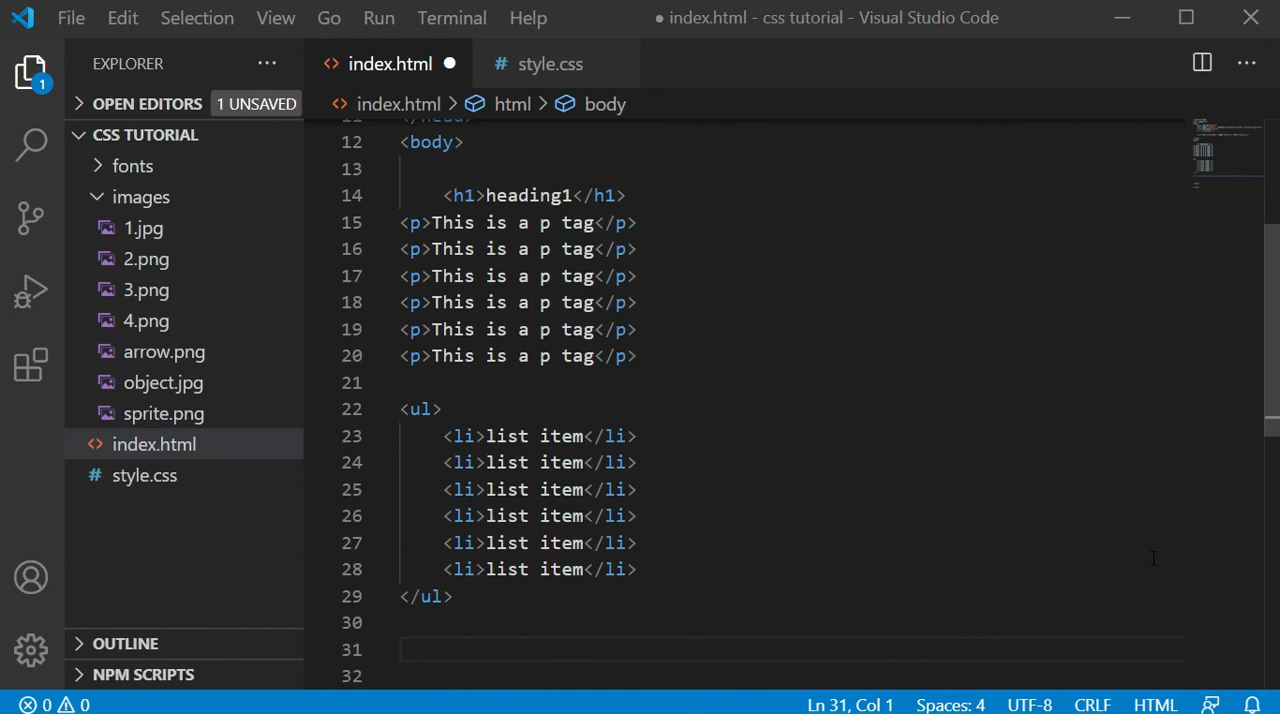 File Edit Selection View Go Run Terminal Help ● index.html - css tutorial - Visual Studio Code
EXPLORER ··· index.html ● # style.css ···
1
OPEN EDITORS 1 UNSAVED
index.html > html > body
CSS TUTORIAL
fonts
images
1.jpg
2.png
3.png
4.png
arrow.png
object.jpg
sprite.png
<> index.html
# style.css
OUTLINE
NPM SCRIPTS
11 </head>
12 <body>
13
14 <h1>heading1</h1>
15 <p>This is a p tag</p>
16 <p>This is a p tag</p>
17 <p>This is a p tag</p>
18 <p>This is a p tag</p>
19 <p>This is a p tag</p>
20 <p>This is a p tag</p>
21
22 <ul>
23 <li>list item</li>
24 <li>list item</li>
25 <li>list item</li>
26 <li>list item</li>
27 <li>list item</li>
28 <li>list item</li>
29 </ul>
30
31
32
0 0 Ln 31, Col 1 Spaces: 4 UTF-8 CRLF HTML